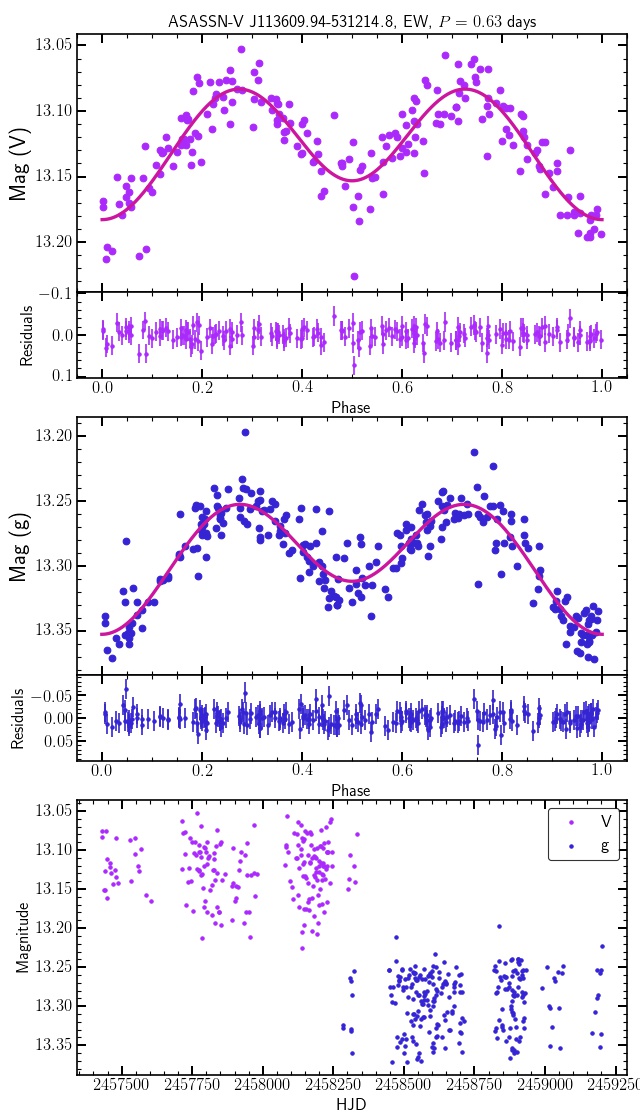 ASASSN-V J113609.94-531214.8, EW, P = 0.63 days
13.05
13.10
13.15
13.20
Mag (V)
−0.1
0.0
0.1
Residuals
0.0 0.2 0.4 0.6 0.8 1.0
Phase
13.20
13.25
13.30
13.35
Mag (g)
−0.05
0.00
0.05
Residuals
0.0 0.2 0.4 0.6 0.8 1.0
Phase
13.05
13.10
13.15
13.20
13.25
13.30
13.35
Magnitude
V
g
2457500 2457750 2458000 2458250 2458500 2458750 2459000 245925
HJD